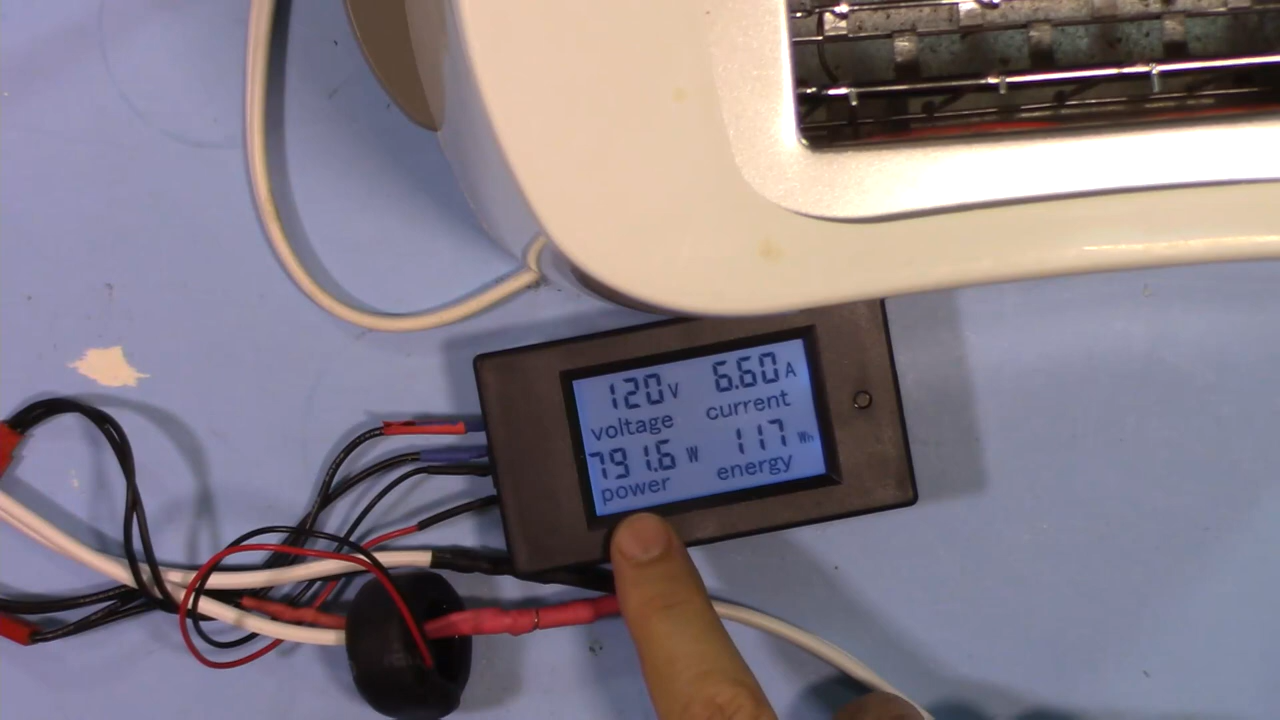 120V 6.60A
voltage current
791.6 W 117 Wh
power energy